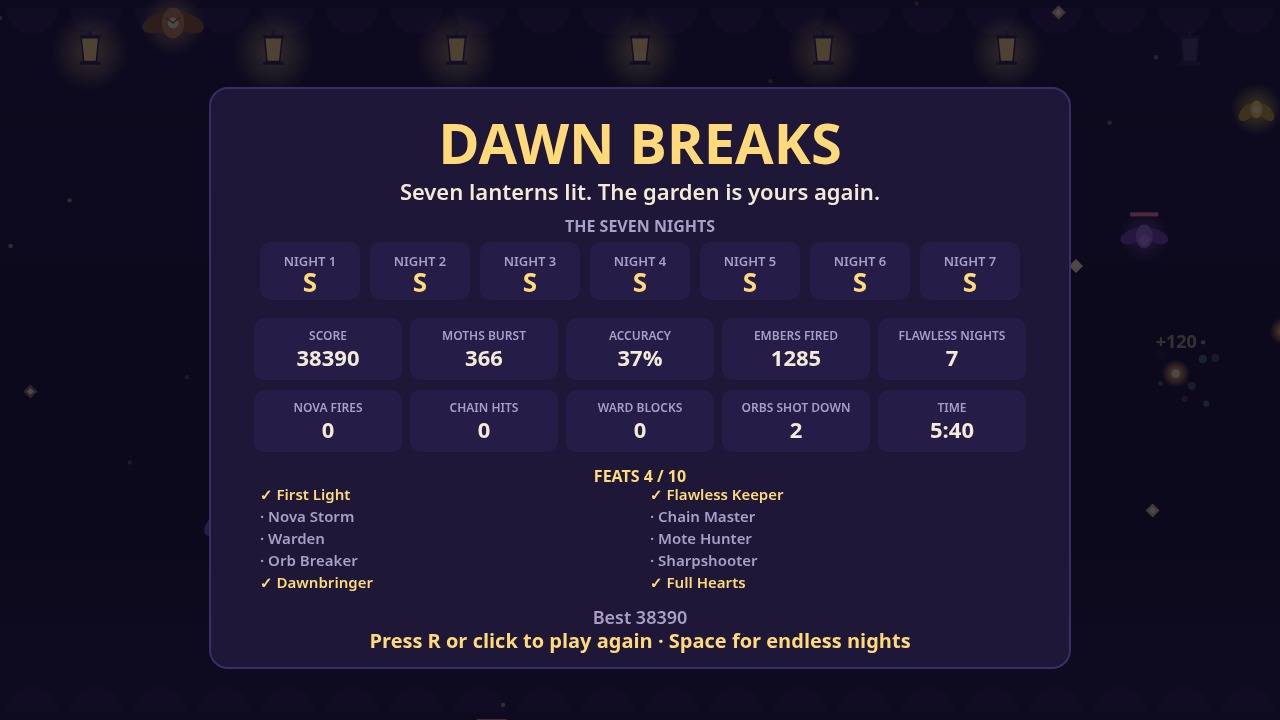 DAWN BREAKS
Seven lanterns lit. The garden is yours again.
THE SEVEN NIGHTS
NIGHT 1 NIGHT 2 NIGHT 3 NIGHT 4 NIGHT 5 NIGHT 6 NIGHT 7
S S S S S S S
SCORE MOTHS BURST ACCURACY EMBERS FIRED FLAWLESS NIGHTS
38390 366 37% 1285 7
+120
NOVA FIRES CHAIN HITS WARD BLOCKS ORBS SHOT DOWN TIME
0 0 0 2 5:40
FEATS 4 / 10
✓ First Light ✓ Flawless Keeper
· Nova Storm · Chain Master
· Warden · Mote Hunter
· Orb Breaker · Sharpshooter
✓ Dawnbringer ✓ Full Hearts
Best 38390
Press R or click to play again · Space for endless nights